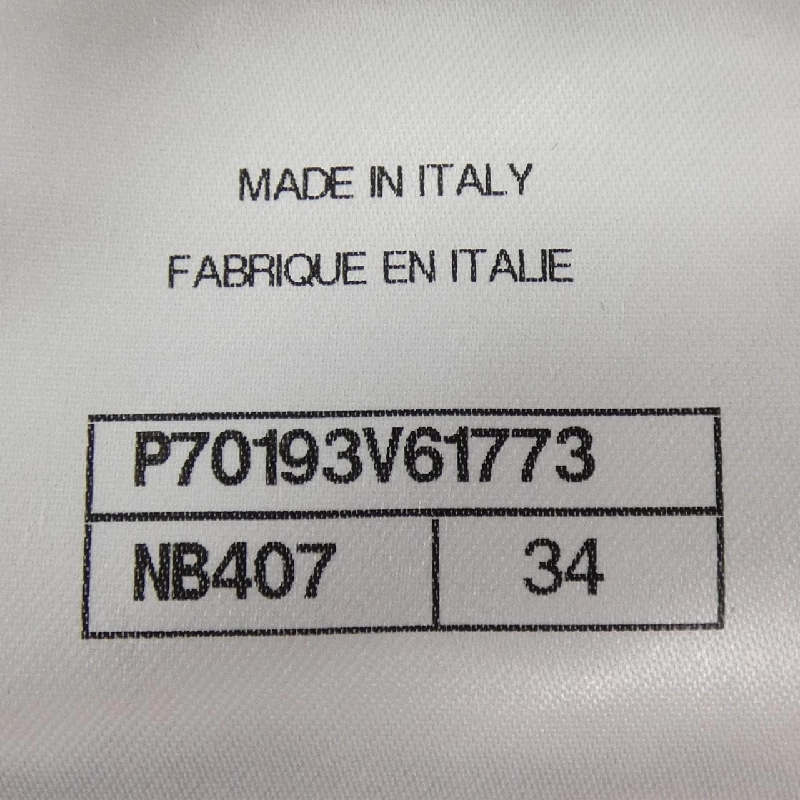 MADE IN ITALY
FABRIQUE EN ITALIE
P70193V61773
NB407 34